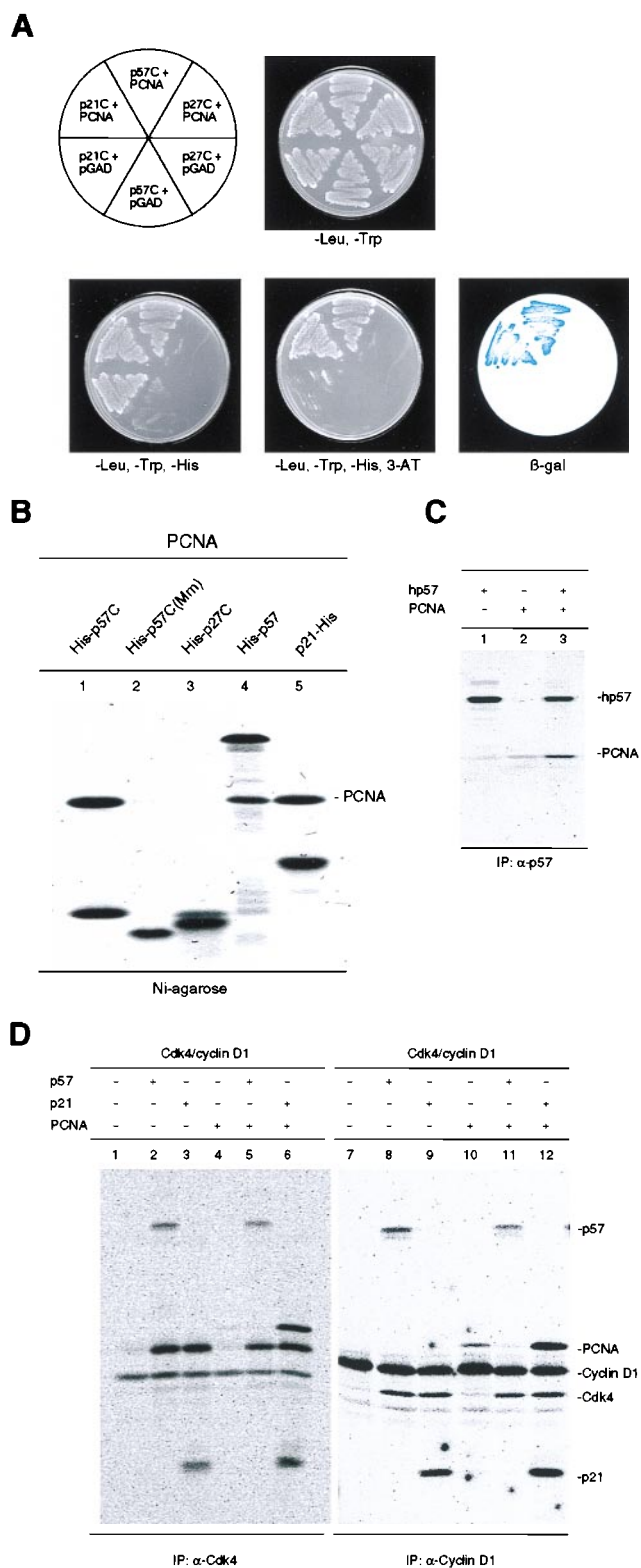 A
p57C +
PCNA
p21C +
PCNA
p27C +
PCNA
p21C +
pGAD
p27C +
pGAD
p57C +
pGAD
-Leu, -Trp
-Leu, -Trp, -His
-Leu, -Trp, -His, 3-AT
β-gal
B
PCNA
His-p57C
His-p57C(Mm)
His-p27C
His-p57
p21-His
1 2 3 4 5
- PCNA
Ni-agarose
C
hp57 + - +
PCNA - + +
1 2 3
-hp57
-PCNA
IP: α-p57
D
Cdk4/cyclin D1 Cdk4/cyclin D1
p57 - + - - + - - + - - + -
p21 - - + - - + - - + - - +
PCNA - - - + + + - - - + + +
1 2 3 4 5 6 7 8 9 10 11 12
-p57
-PCNA
-Cyclin D1
-Cdk4
-p21
IP: α-Cdk4 IP: α-Cyclin D1